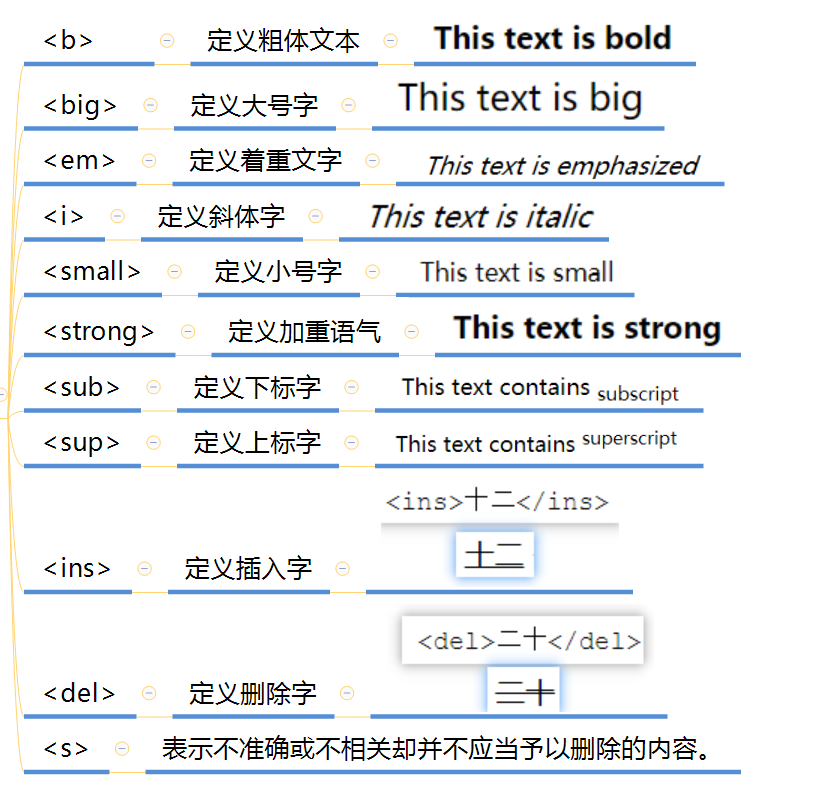 <b> 定义粗体文本 This text is bold
<big> 定义大号字 This text is big
<em> 定义着重文字 This text is emphasized
<i> 定义斜体字 This text is italic
<small> 定义小号字 This text is small
<strong> 定义加重语气 This text is strong
<sub> 定义下标字 This text contains subscript
<sup> 定义上标字 This text contains superscript
<ins>十二</ins>
十二
<ins> 定义插入字
<del>二十</del>
二十
<del> 定义删除字
<s> 表示不准确或不相关却并不应当予以删除的内容。